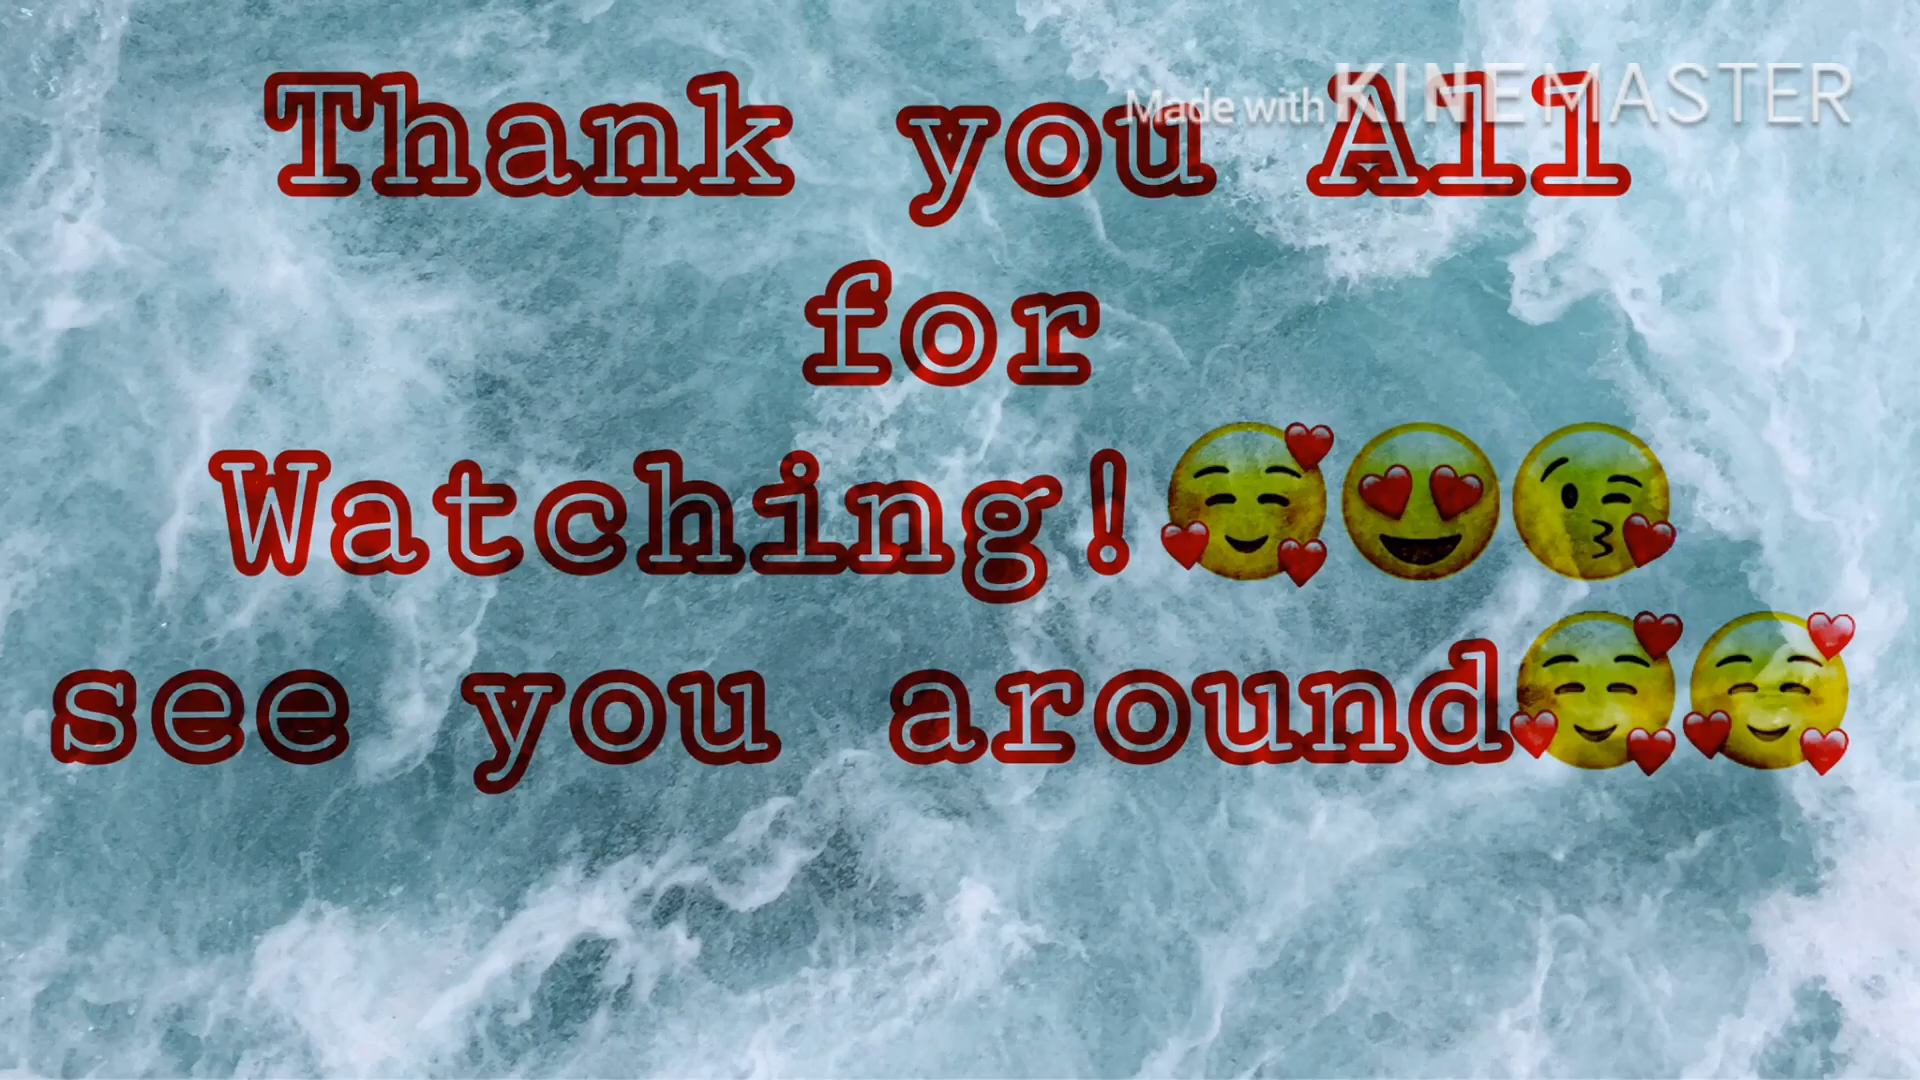 Made with KINEMASTER
Thank you All
for
Watching!🥰😍😘
see you around🥰🥰